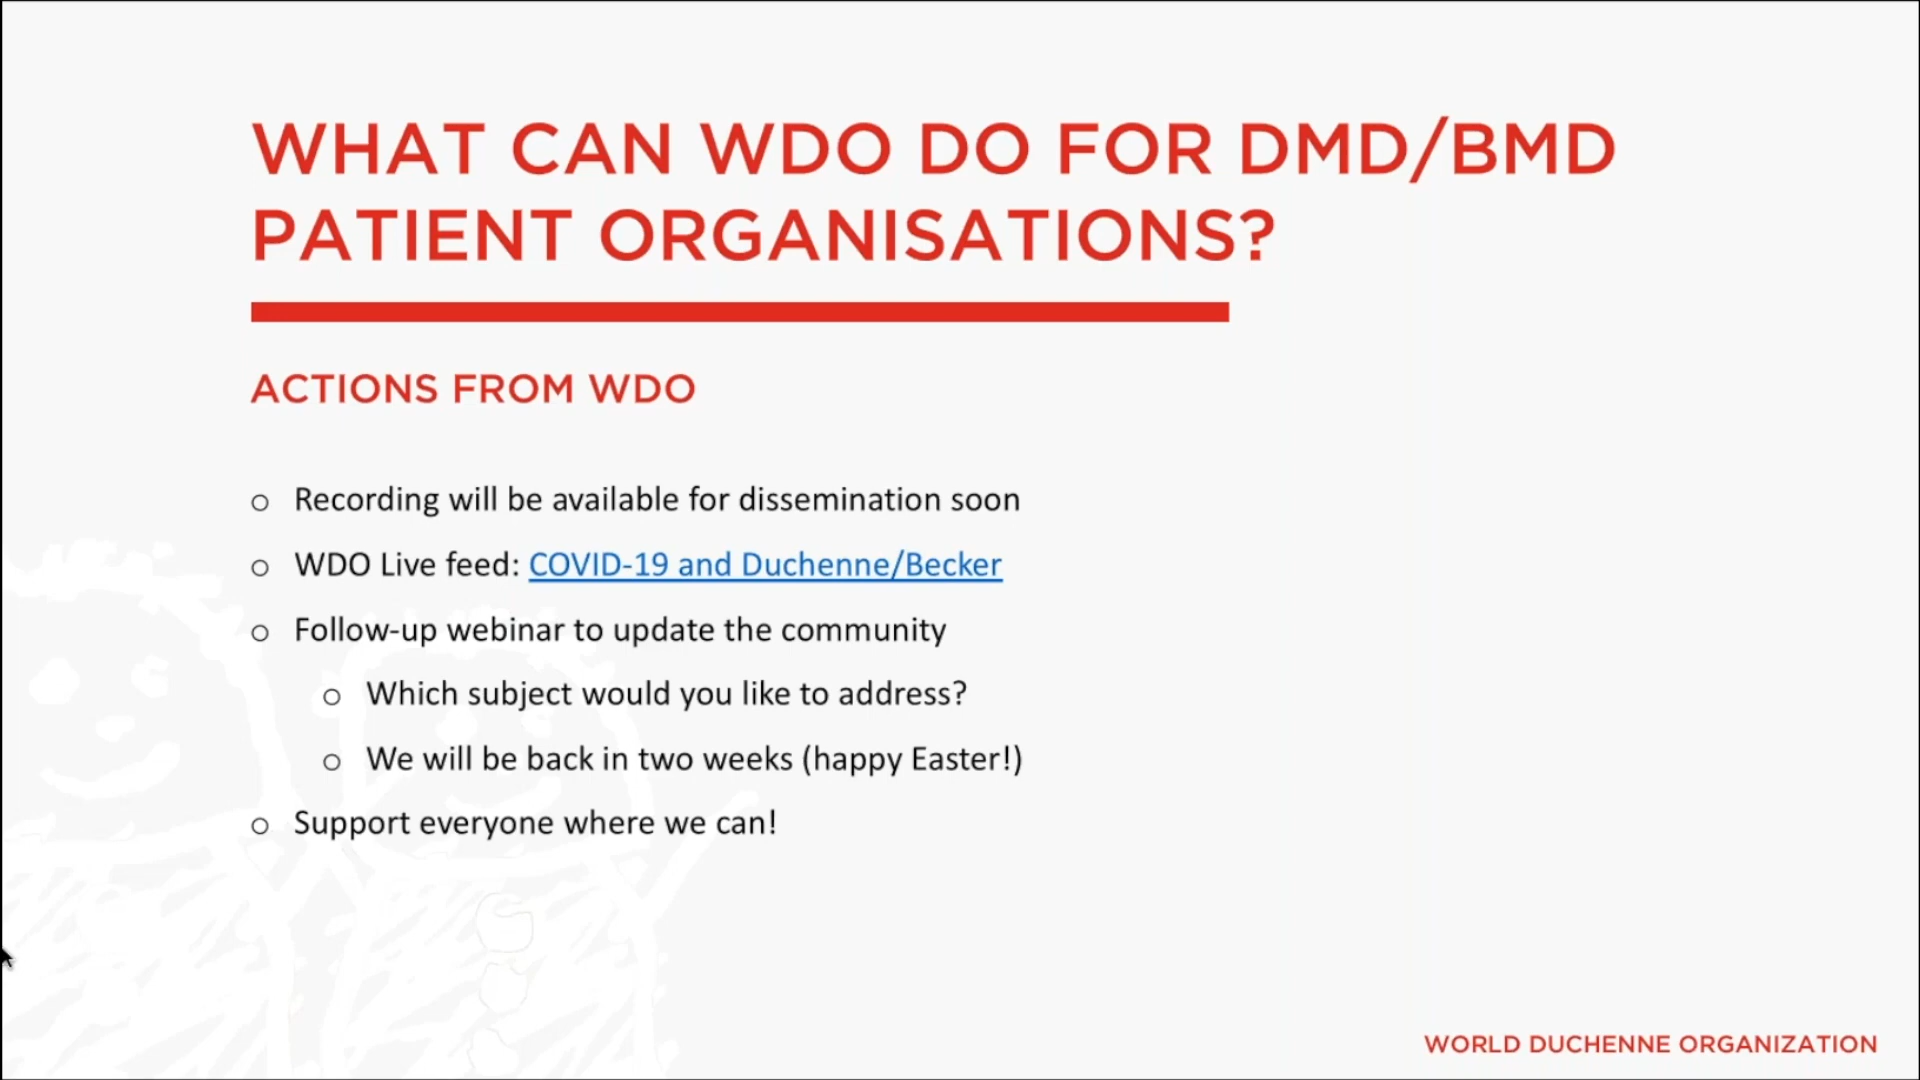 WHAT CAN WDO DO FOR DMD/BMD
PATIENT ORGANISATIONS?
ACTIONS FROM WDO
o Recording will be available for dissemination soon
o WDO Live feed: COVID-19 and Duchenne/Becker
o Follow-up webinar to update the community
o Which subject would you like to address?
o We will be back in two weeks (happy Easter!)
o Support everyone where we can!
WORLD DUCHENNE ORGANIZATION